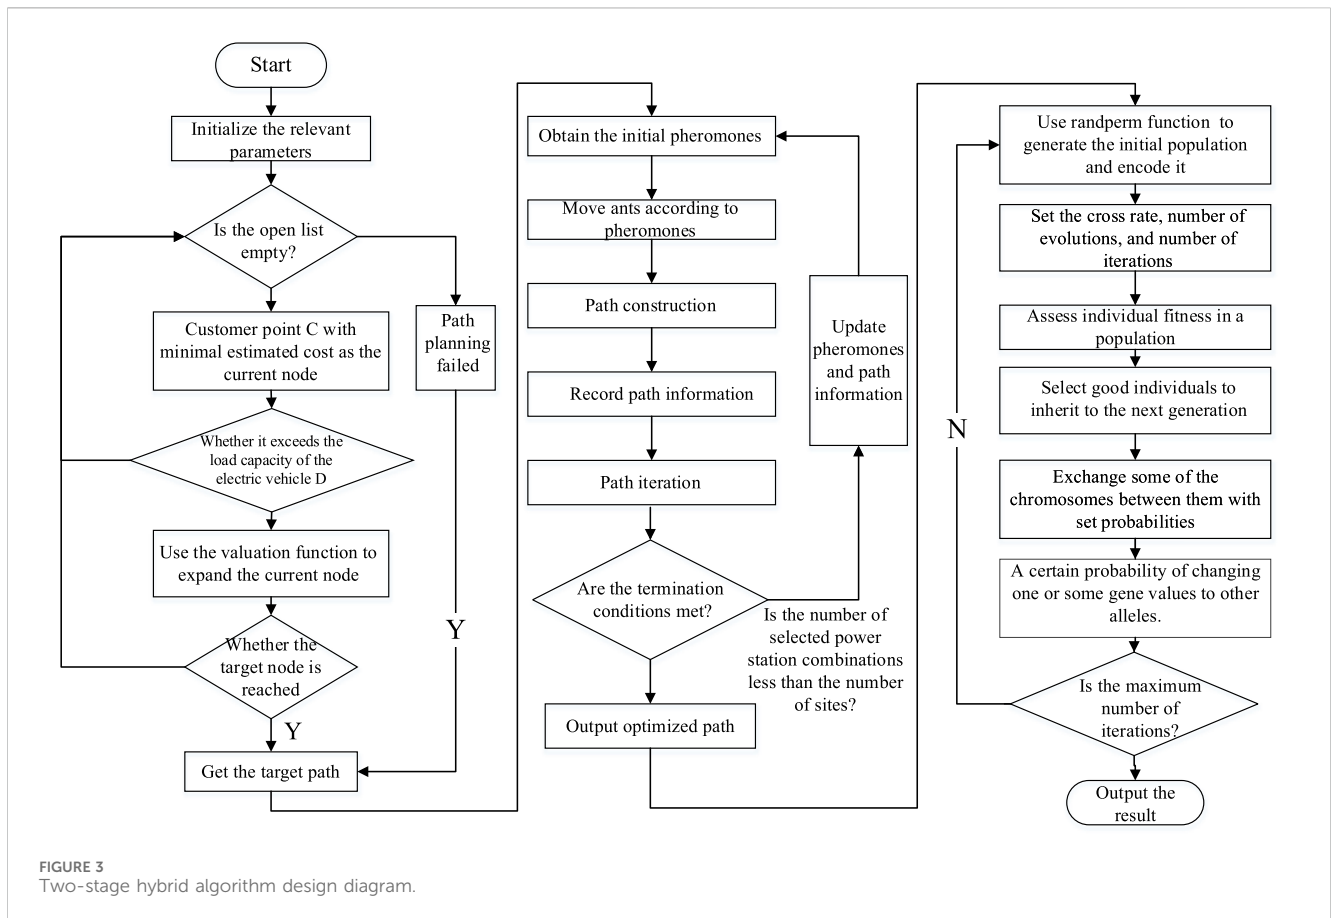 Start
Initialize the relevant
parameters
Is the open list
empty?
Customer point C with
minimal estimated cost as the
current node
Path
planning
failed
Whether it exceeds the
load capacity of the
electric vehicle D
Use the valuation function to
expand the current node
Whether the
target node is
reached
Y
Y
Get the target path
Obtain the initial pheromones
Move ants according to
pheromones
Path construction
Record path information
Path iteration
Are the termination
conditions met?
Output optimized path
Update
pheromones
and path
information
Is the number of
selected power
station combinations
less than the number
of sites?
Use randperm function to
generate the initial population
and encode it
Set the cross rate, number of
evolutions, and number of
iterations
Assess individual fitness in a
population
Select good individuals to
inherit to the next generation
N
Exchange some of the
chromosomes between them with
set probabilities
A certain probability of changing
one or some gene values to other
alleles.
Is the maximum
number of
iterations?
Output the
result
FIGURE 3
Two-stage hybrid algorithm design diagram.